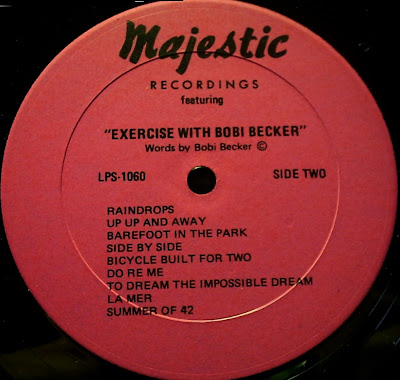 Majestic
RECORDINGS
featuring
"EXERCISE WITH BOBI BECKER"
Words by Bobi Becker ©
LPS-1060 SIDE TWO
RAINDROPS
UP UP AND AWAY
BAREFOOT IN THE PARK
SIDE BY SIDE
BICYCLE BUILT FOR TWO
DO RE ME
TO DREAM THE IMPOSSIBLE DREAM
LA MER
SUMMER OF 42